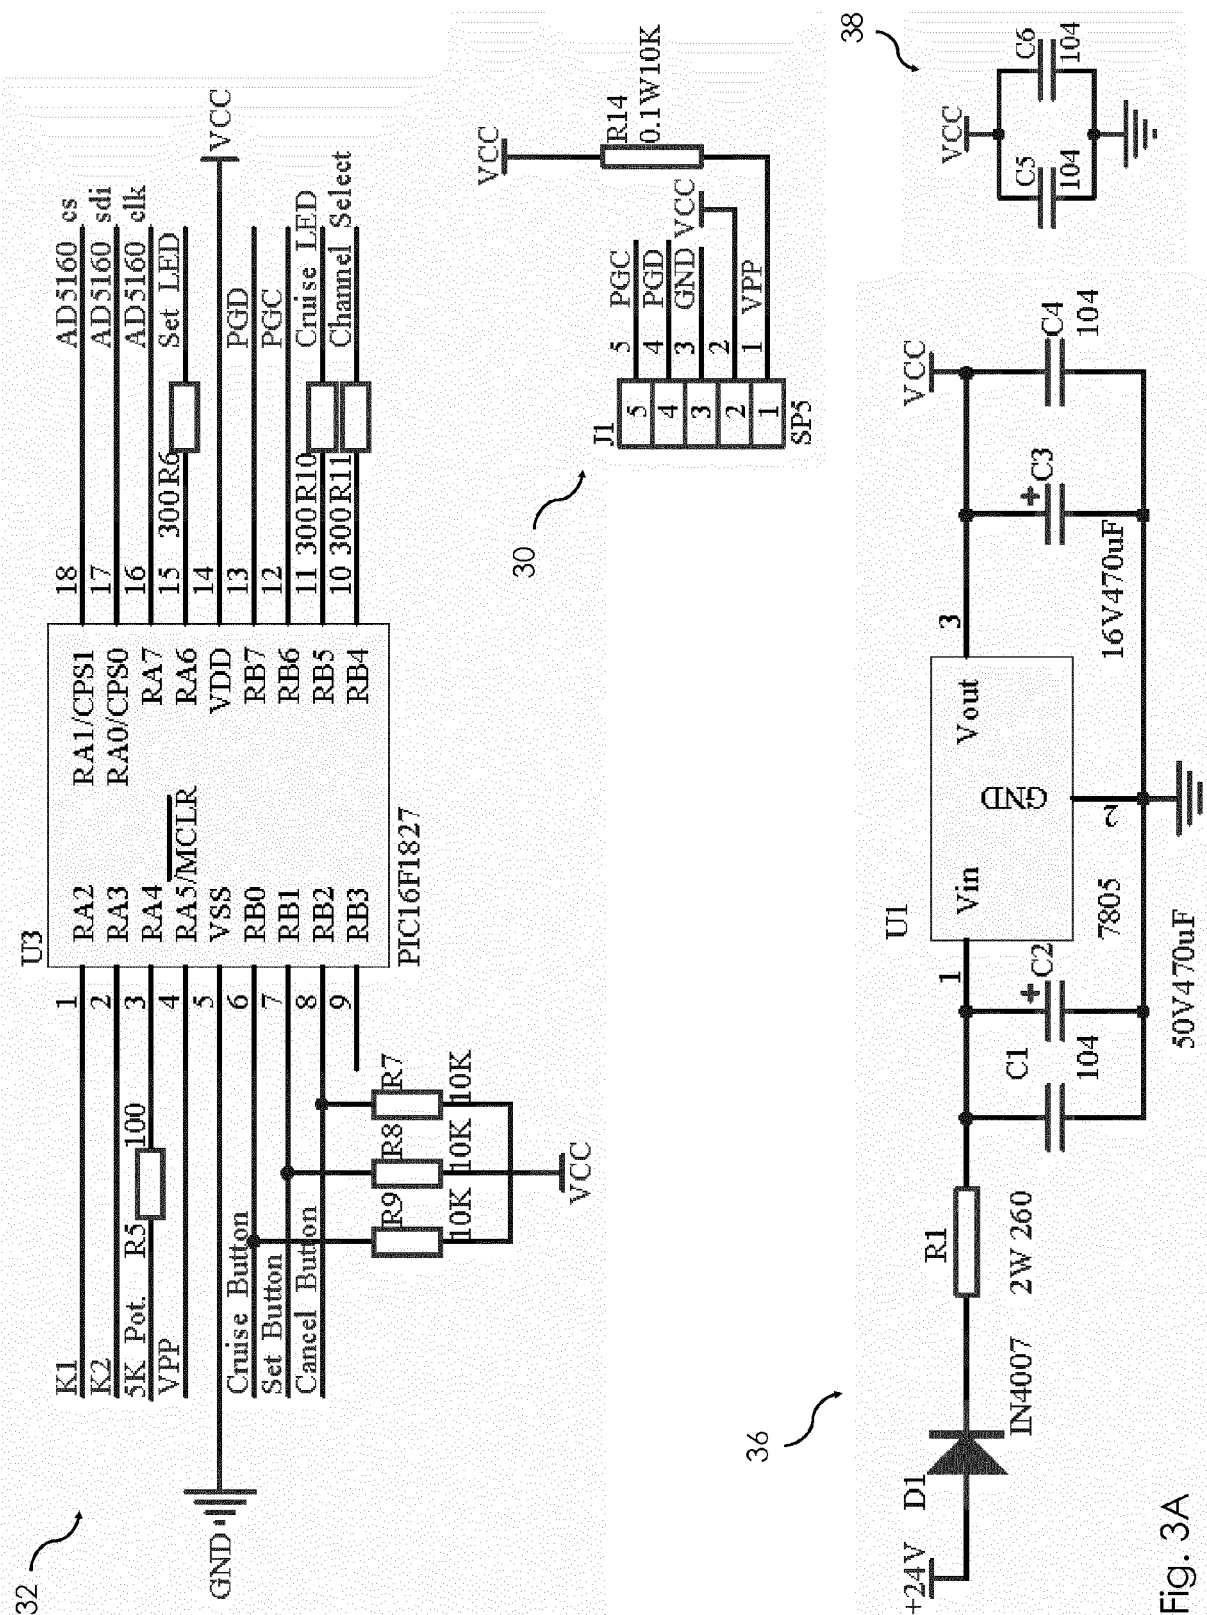 32
U3
K1
1
RA2
RA1/CPS1
18
AD5160 cs
K2
2
RA3
RA0/CPS0
17
AD5160 sdi
5K Pot.
R5
100
3
RA4
RA7
16
AD5160 clk
VPP
4
RA5/MCLR
RA6
15
300
R6
Set LED
GND
5
VSS
VDD
14
VCC
Cruise Button
6
RB0
RB7
13
PGD
Set Button
7
RB1
RB6
12
PGC
Cancel Button
8
RB2
RB5
11
300
R10
Cruise LED
9
RB3
RB4
10
300
R11
Channel Select
PIC16F1827
R9
R8
R7
10K
10K
10K
VCC
30
J1
5
5
PGC
4
4
PGD
3
3
GND
2
2
VCC
1
1
VPP
SP5
VCC
R14
0.1W10K
36
+24V
D1
IN4007
R1
2W 260
C1
104
C2
50V470uF
U1
1
Vin
Vout
3
GND
2
7805
C3
16V470uF
VCC
C4
104
38
VCC
C5
104
C6
104
Fig. 3A